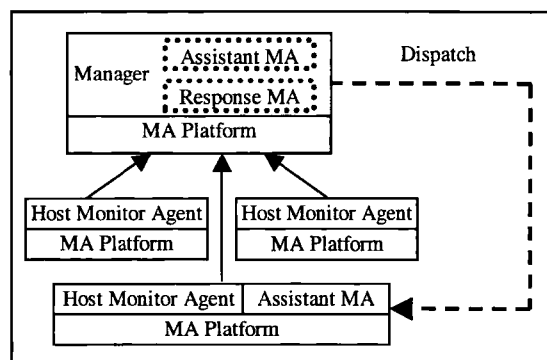 Assistant MA
Dispatch
Manager
Response MA
MA Platform
Host Monitor Agent
Host Monitor Agent
MA Platform
MA Platform
Host Monitor Agent
Assistant MA
MA Platform